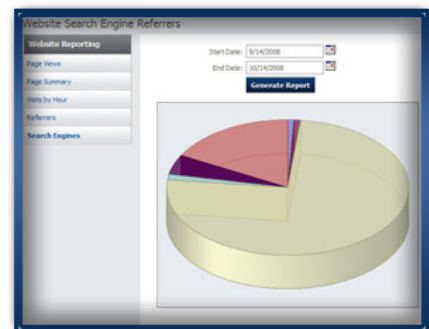 Website Search Engine Referrers
Website Reporting
Page Views
Page Summary
Visits by Hour
Referrers
Search Engines
Start Date: 9/14/2008
End Date: 10/14/2008
Generate Report